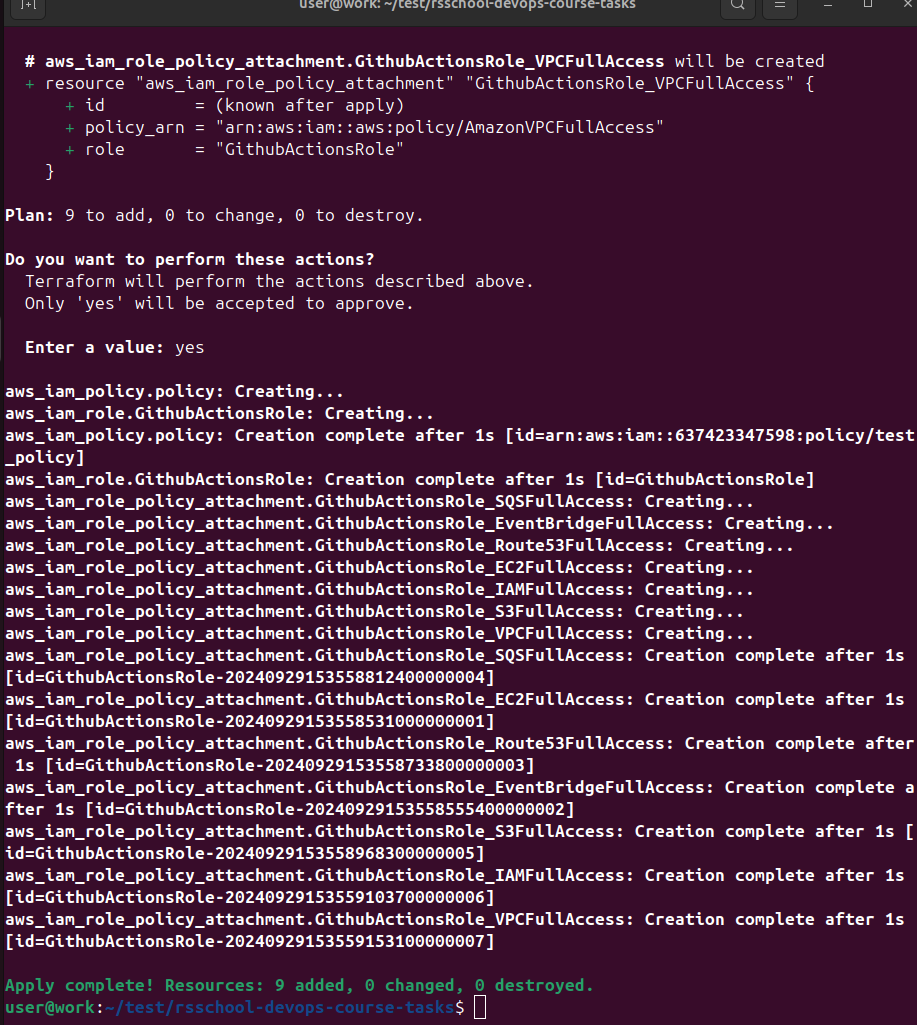 user@work: ~/test/rsschool-devops-course-tasks
# aws_iam_role_policy_attachment.GithubActionsRole_VPCFullAccess will be created
+ resource "aws_iam_role_policy_attachment" "GithubActionsRole_VPCFullAccess" {
+ id         = (known after apply)
+ policy_arn = "arn:aws:iam::aws:policy/AmazonVPCFullAccess"
+ role       = "GithubActionsRole"
}
Plan: 9 to add, 0 to change, 0 to destroy.
Do you want to perform these actions?
Terraform will perform the actions described above.
Only 'yes' will be accepted to approve.
Enter a value: yes
aws_iam_policy.policy: Creating...
aws_iam_role.GithubActionsRole: Creating...
aws_iam_policy.policy: Creation complete after 1s [id=arn:aws:iam::637423347598:policy/test
_policy]
aws_iam_role.GithubActionsRole: Creation complete after 1s [id=GithubActionsRole]
aws_iam_role_policy_attachment.GithubActionsRole_SQSFullAccess: Creating...
aws_iam_role_policy_attachment.GithubActionsRole_EventBridgeFullAccess: Creating...
aws_iam_role_policy_attachment.GithubActionsRole_Route53FullAccess: Creating...
aws_iam_role_policy_attachment.GithubActionsRole_EC2FullAccess: Creating...
aws_iam_role_policy_attachment.GithubActionsRole_IAMFullAccess: Creating...
aws_iam_role_policy_attachment.GithubActionsRole_S3FullAccess: Creating...
aws_iam_role_policy_attachment.GithubActionsRole_VPCFullAccess: Creating...
aws_iam_role_policy_attachment.GithubActionsRole_SQSFullAccess: Creation complete after 1s
[id=GithubActionsRole-20240929153558812400000004]
aws_iam_role_policy_attachment.GithubActionsRole_EC2FullAccess: Creation complete after 1s
[id=GithubActionsRole-20240929153558531000000001]
aws_iam_role_policy_attachment.GithubActionsRole_Route53FullAccess: Creation complete after
1s [id=GithubActionsRole-20240929153558733800000003]
aws_iam_role_policy_attachment.GithubActionsRole_EventBridgeFullAccess: Creation complete a
fter 1s [id=GithubActionsRole-20240929153558555400000002]
aws_iam_role_policy_attachment.GithubActionsRole_S3FullAccess: Creation complete after 1s [
id=GithubActionsRole-20240929153558968300000005]
aws_iam_role_policy_attachment.GithubActionsRole_IAMFullAccess: Creation complete after 1s
[id=GithubActionsRole-20240929153559103700000006]
aws_iam_role_policy_attachment.GithubActionsRole_VPCFullAccess: Creation complete after 1s
[id=GithubActionsRole-20240929153559153100000007]
Apply complete! Resources: 9 added, 0 changed, 0 destroyed.
user@work:~/test/rsschool-devops-course-tasks$